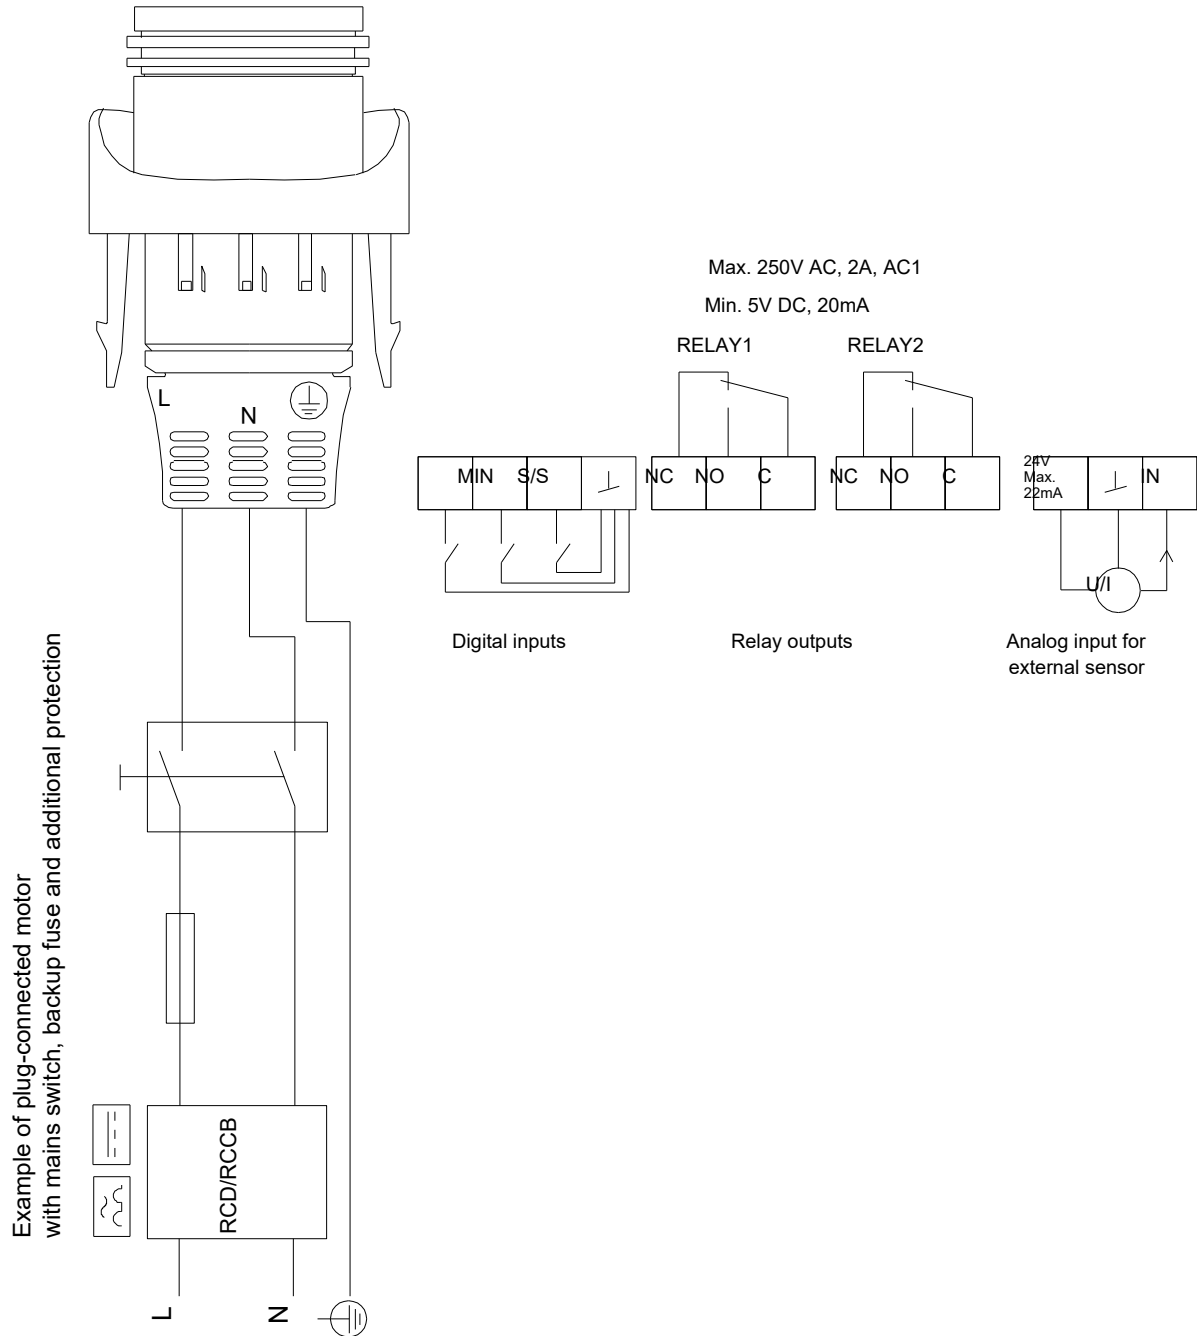 Max. 250V AC, 2A, AC1
Min. 5V DC, 20mA
RELAY1 RELAY2
L
N
MIN S/S
NC NO C
NC NO C
24V
Max.
22mA
IN
U/I
Digital inputs
Relay outputs
Analog input for
external sensor
Example of plug-connected motor
with mains switch, backup fuse and additional protection
RCD/RCCB
L
N